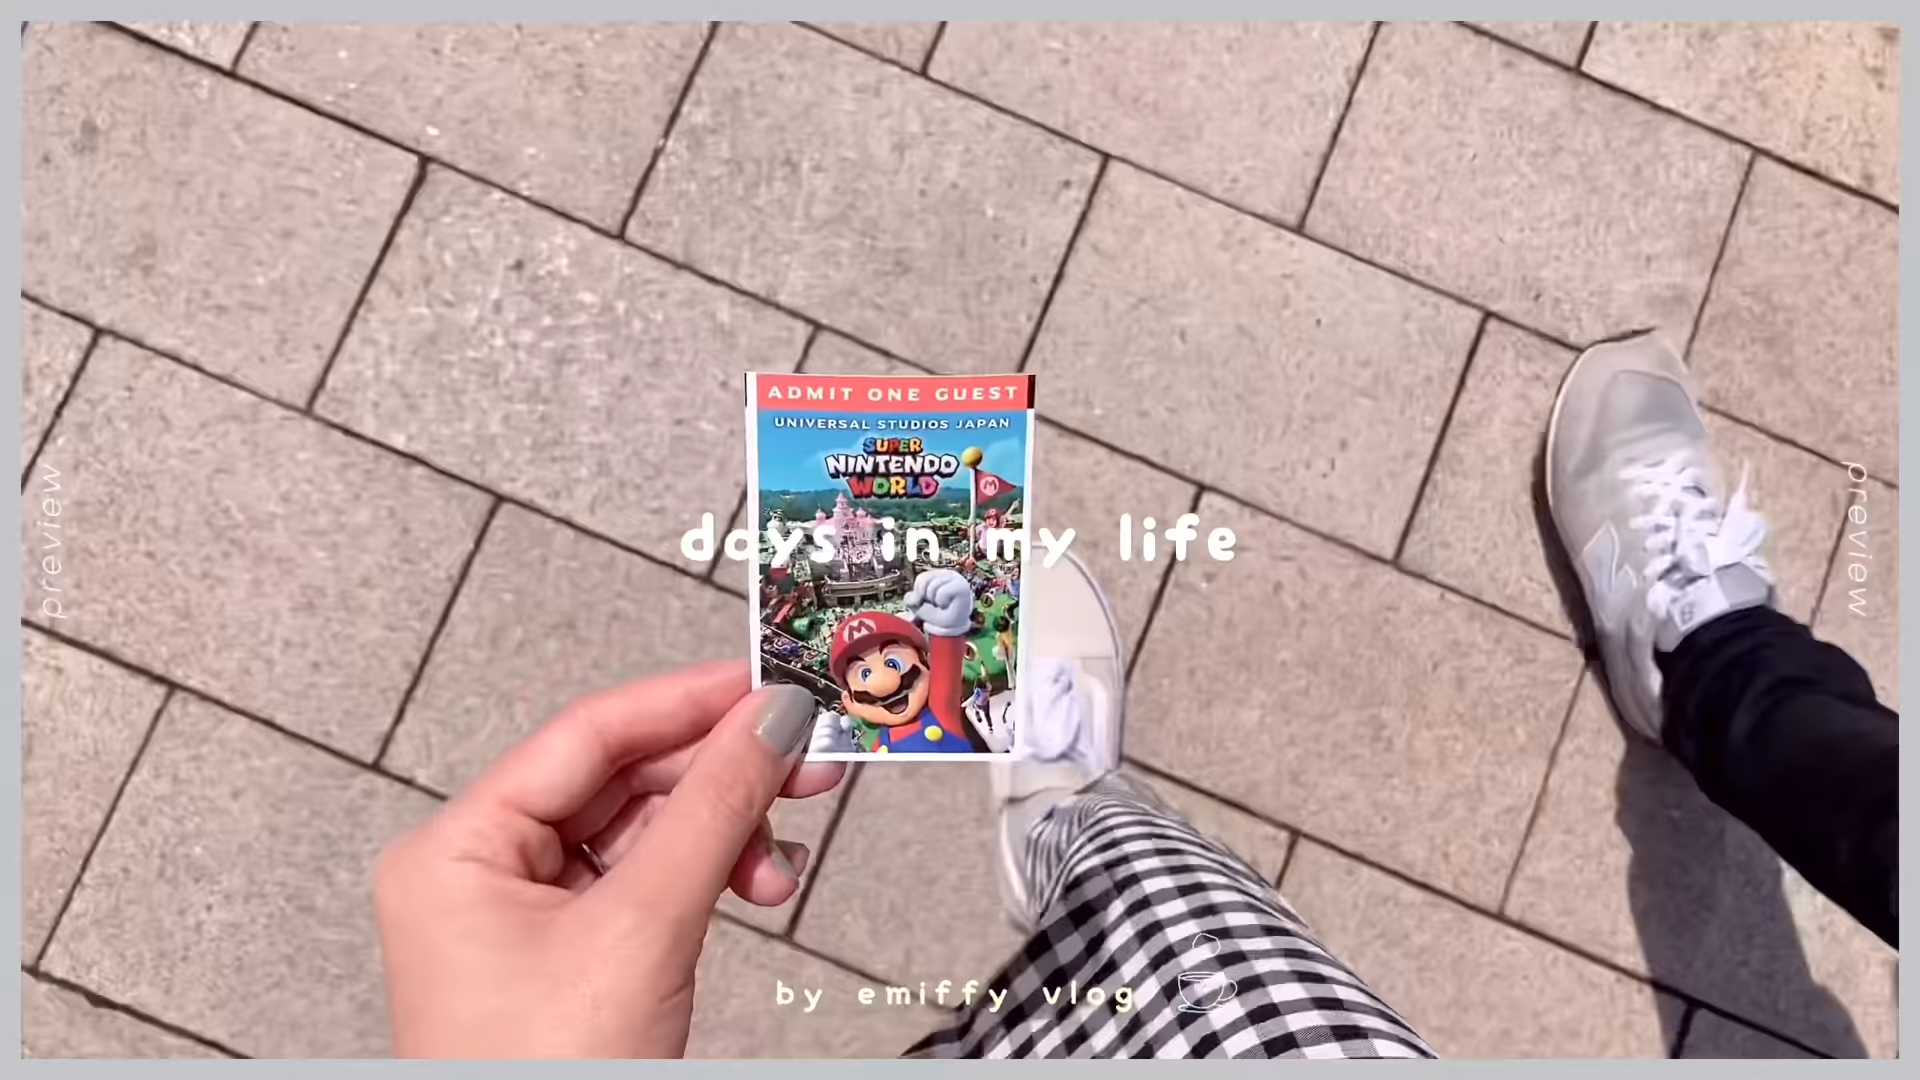 ADMIT ONE GUEST
UNIVERSAL STUDIOS JAPAN
SUPER
NINTENDO
WORLD
M
days in my life
M
preview
preview
by emiffy vlog